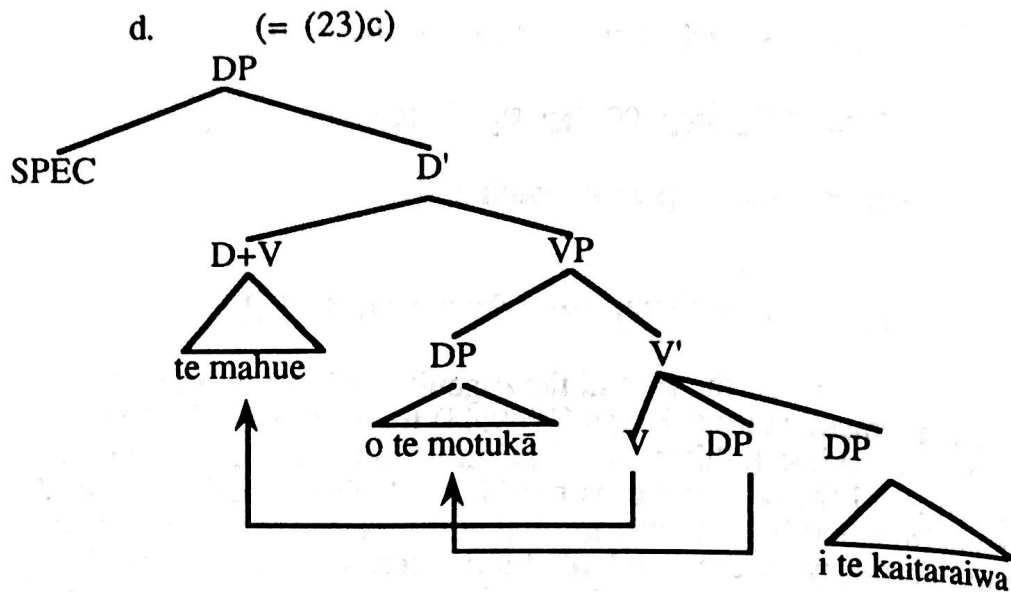 d. (= (23)c)
DP
SPEC D'
D+V VP
te mahue DP V'
o te motukā V DP DP
i te kaitaraiwa